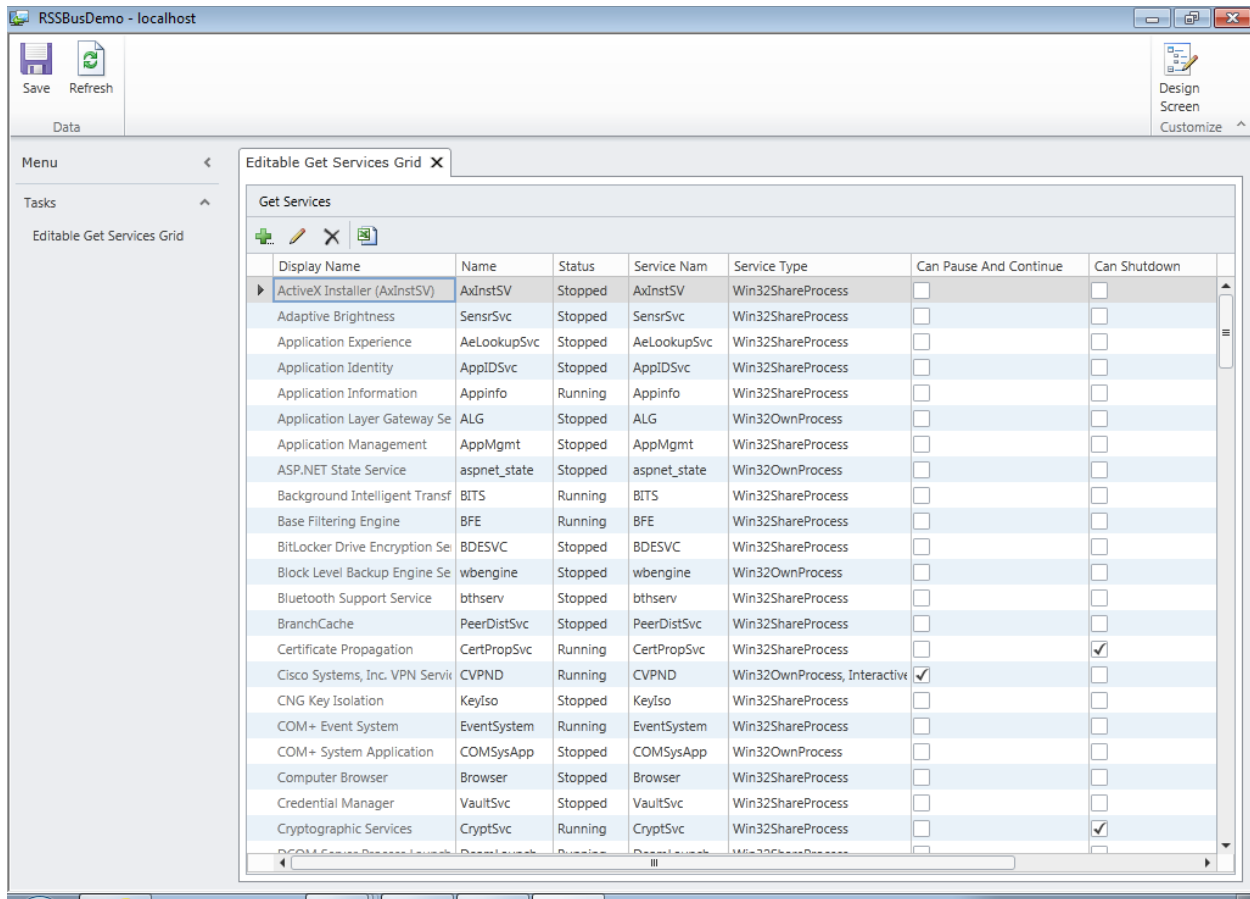 RSSBusDemo - localhost
Save Refresh
Design Screen
Data
Customize
Menu
Editable Get Services Grid
Tasks
Editable Get Services Grid
Get Services
Display Name Name Status Service Nam Service Type Can Pause And Continue Can Shutdown
ActiveX Installer (AxInstSV) AxInstSV Stopped AxInstSV Win32ShareProcess
Adaptive Brightness SensrSvc Stopped SensrSvc Win32ShareProcess
Application Experience AeLookupSvc Stopped AeLookupSvc Win32ShareProcess
Application Identity AppIDSvc Stopped AppIDSvc Win32ShareProcess
Application Information Appinfo Running Appinfo Win32ShareProcess
Application Layer Gateway Se ALG Stopped ALG Win32OwnProcess
Application Management AppMgmt Stopped AppMgmt Win32ShareProcess
ASP.NET State Service aspnet_state Stopped aspnet_state Win32OwnProcess
Background Intelligent Transf BITS Running BITS Win32ShareProcess
Base Filtering Engine BFE Running BFE Win32ShareProcess
BitLocker Drive Encryption Se BDESVC Stopped BDESVC Win32ShareProcess
Block Level Backup Engine Se wbengine Stopped wbengine Win32OwnProcess
Bluetooth Support Service bthserv Stopped bthserv Win32ShareProcess
BranchCache PeerDistSvc Stopped PeerDistSvc Win32ShareProcess
Certificate Propagation CertPropSvc Running CertPropSvc Win32ShareProcess
Cisco Systems, Inc. VPN Servic CVPND Running CVPND Win32OwnProcess, Interactive
CNG Key Isolation KeyIso Stopped KeyIso Win32ShareProcess
COM+ Event System EventSystem Running EventSystem Win32ShareProcess
COM+ System Application COMSysApp Stopped COMSysApp Win32OwnProcess
Computer Browser Browser Stopped Browser Win32ShareProcess
Credential Manager VaultSvc Stopped VaultSvc Win32ShareProcess
Cryptographic Services CryptSvc Running CryptSvc Win32ShareProcess